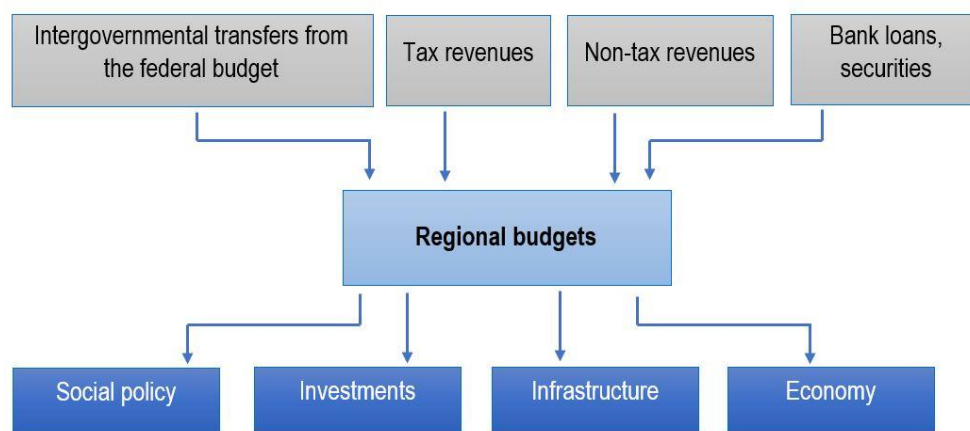 Intergovernmental transfers from
the federal budget
Tax revenues
Non-tax revenues
Bank loans,
securities
Regional budgets
Social policy
Investments
Infrastructure
Economy